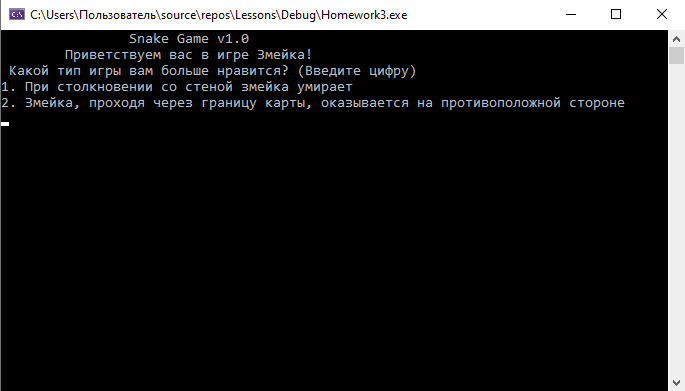 C:\Users\Пользователь\source\repos\Lessons\Debug\Homework3.exe
Snake Game v1.0
Приветствуем вас в игре Змейка!
Какой тип игры вам больше нравится? (Введите цифру)
1. При столкновении со стеной змейка умирает
2. Змейка, проходя через границу карты, оказывается на противоположной стороне